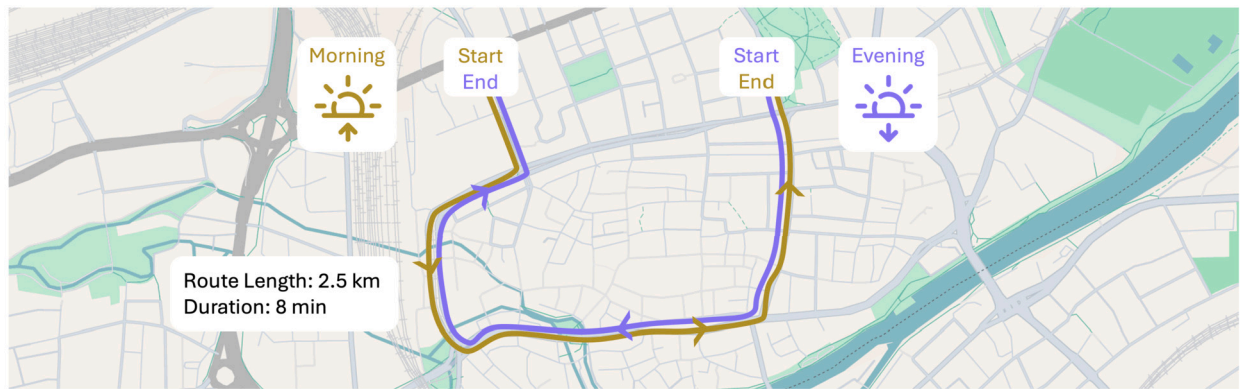 Morning
Start
End
Start
End
Evening
Route Length: 2.5 km
Duration: 8 min